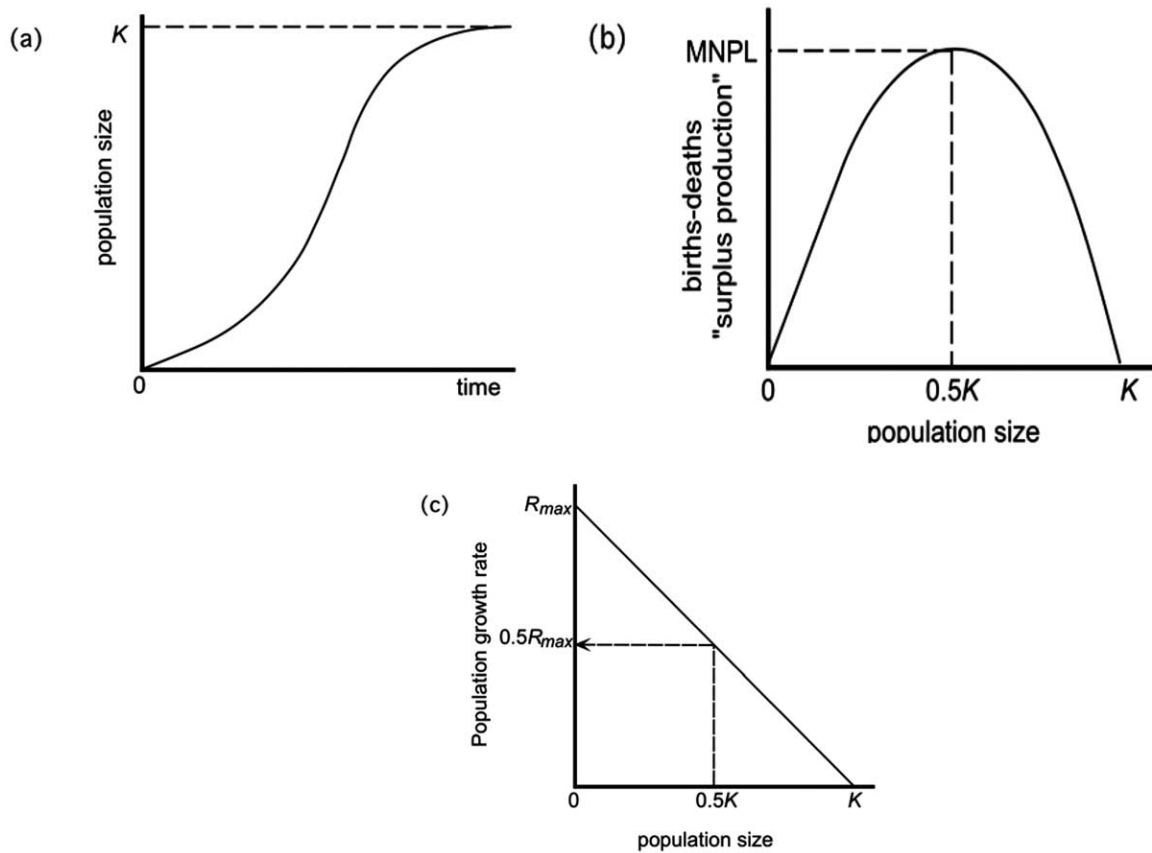 (a)
K
population size
0
time
(b)
MNPL
births-deaths
"surplus production"
0
0.5K
K
population size
(c)
Rmax
Population growth rate
0.5Rmax
0
0.5K
K
population size